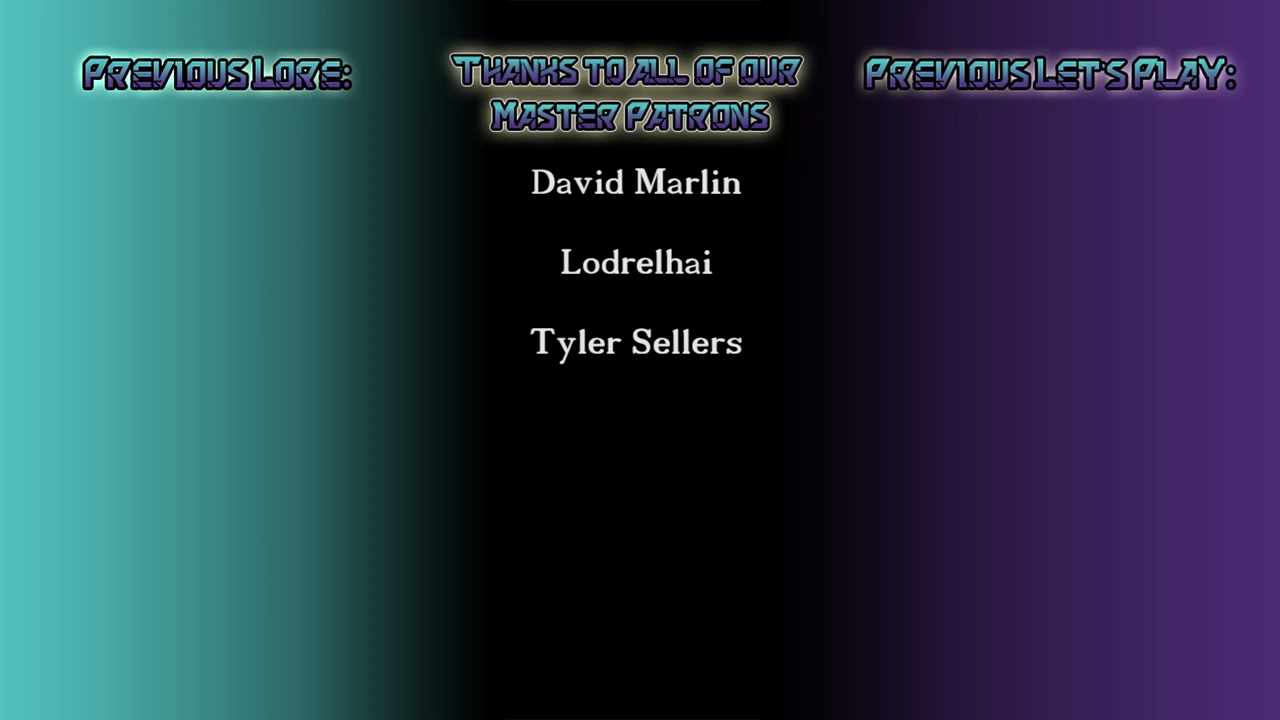 Previous Lore:
Thanks to all of our
Master Patrons
Previous Let's Play:
David Marlin
Lodrelhai
Tyler Sellers